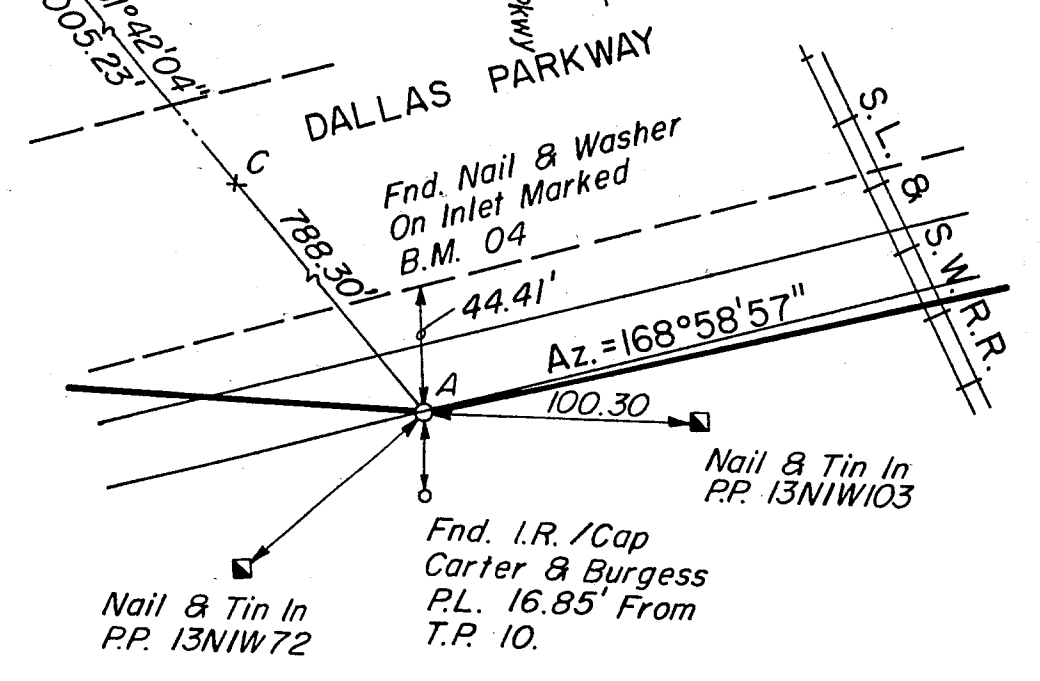 1°42'04"
005.23'
pkwy
DALLAS PARKWAY
S.L. & S.W. R.R.
C
Fnd. Nail & Washer
On Inlet Marked
B.M. 04
788.30'
44.41'
Az.=168°58'57"
A
100.30
Nail & Tin In
P.P. 13N1W103
Fnd. I.R. /Cap
Carter & Burgess
P.L. 16.85' From
T.P. 10.
Nail & Tin In
P.P. 13N1W72